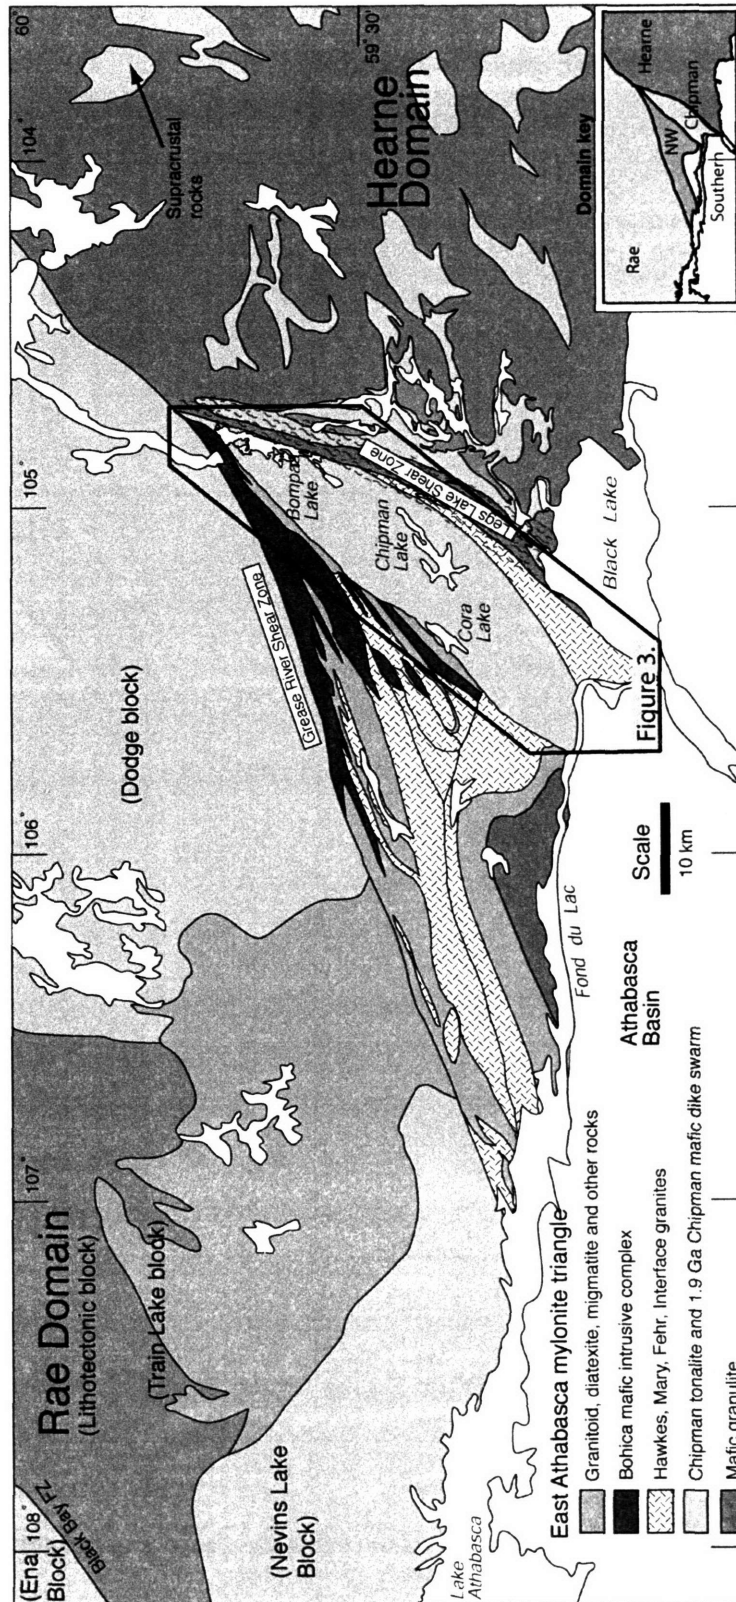 (Ena
Block)
108°
Black Bay FZ
Rae Domain
(Lithotectonic block)
107°
106°
105°
104°
60°
59° 30'
(Train Lake block)
(Nevins Lake
Block)
(Dodge block)
Grease River Shear Zone
Supracrustal
rocks
Hearne
Domain
Bompas
Lake
Chipman
Lake
Cora
Lake
Legs Lake Shear Zone
Black Lake
Figure 3.
Fond du Lac
Athabasca
Basin
Scale
10 km
Lake
Athabasca
Domain key
Rae
Hearne
NW
Chipman
Southern
East Athabasca mylonite triangle
Granitoid, diatexite, migmatite and other rocks
Bohica mafic intrusive complex
Hawkes, Mary, Fehr, Interface granites
Chipman tonalite and 1.9 Ga Chipman mafic dike swarm
Mafic granulite